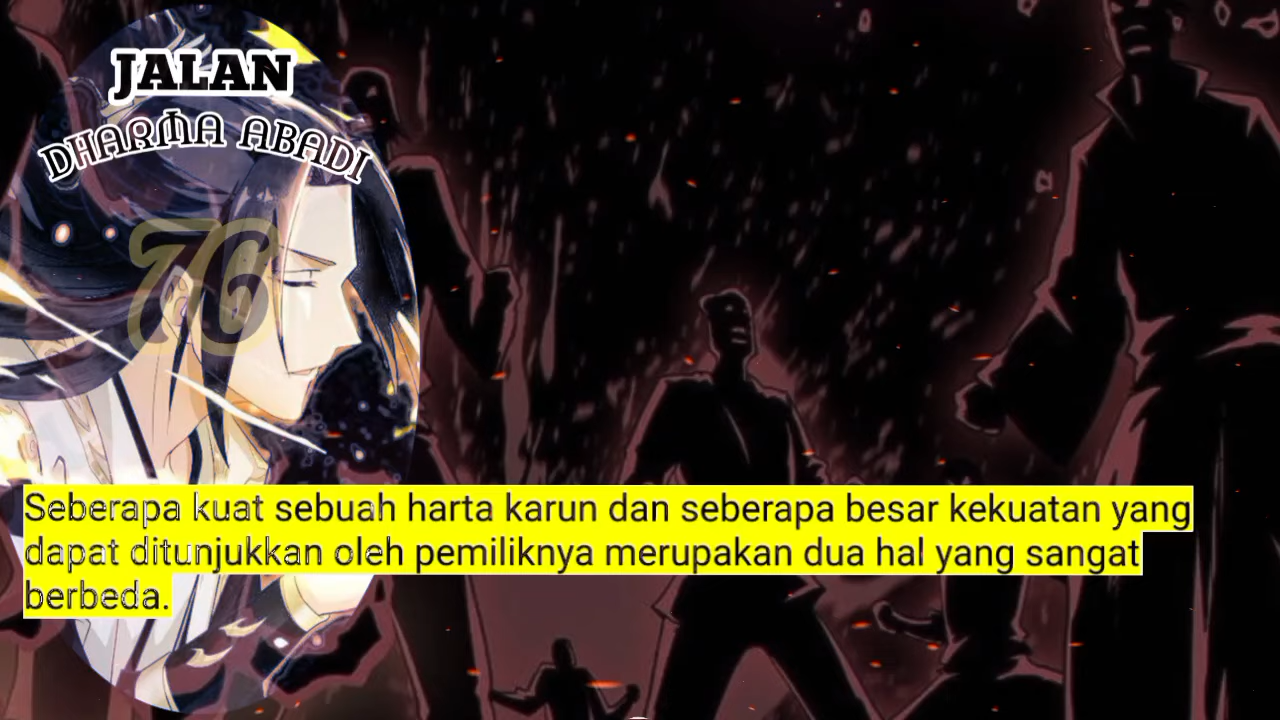 JALAN
DHARMA ABADI
76
Seberapa kuat sebuah harta karun dan seberapa besar kekuatan yang
dapat ditunjukkan oleh pemiliknya merupakan dua hal yang sangat
berbeda.